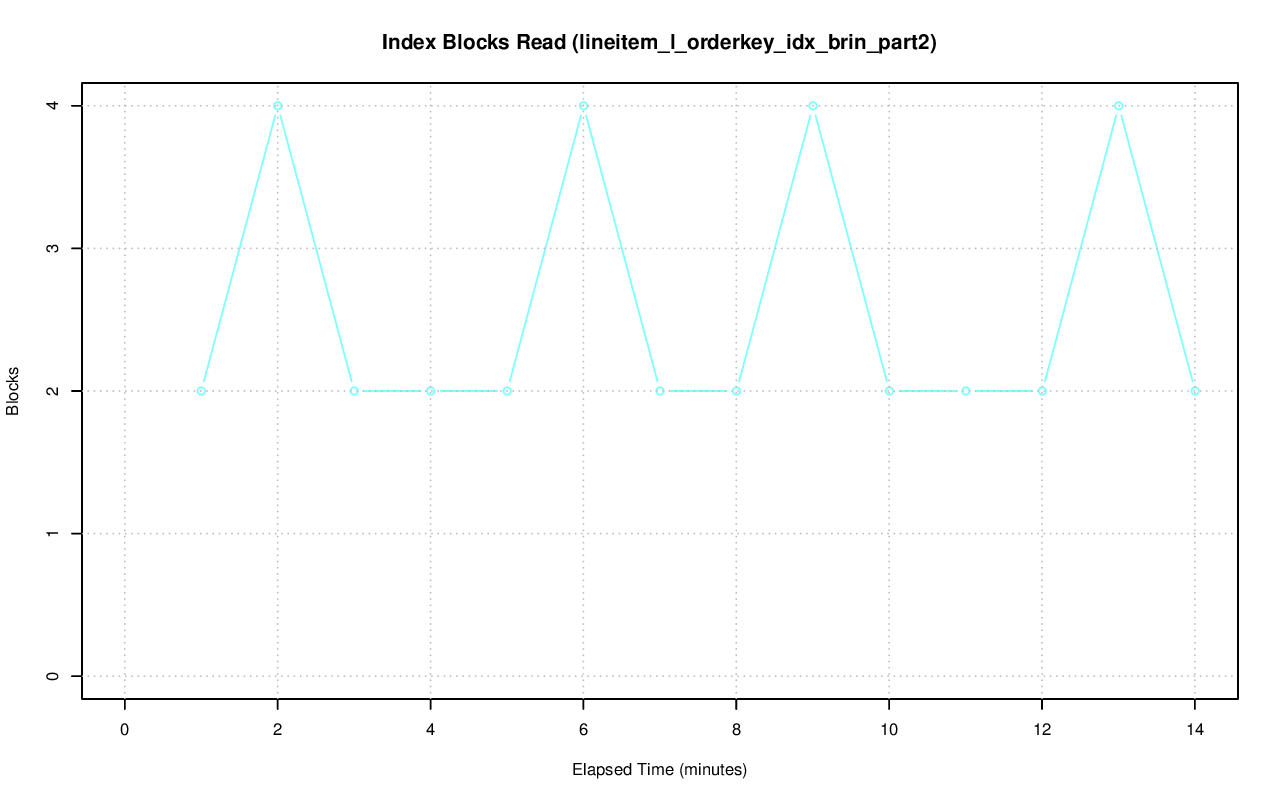 Index Blocks Read (lineitem_l_orderkey_idx_brin_part2)
4
3
2
1
0
Blocks
0 2 4 6 8 10 12 14
Elapsed Time (minutes)